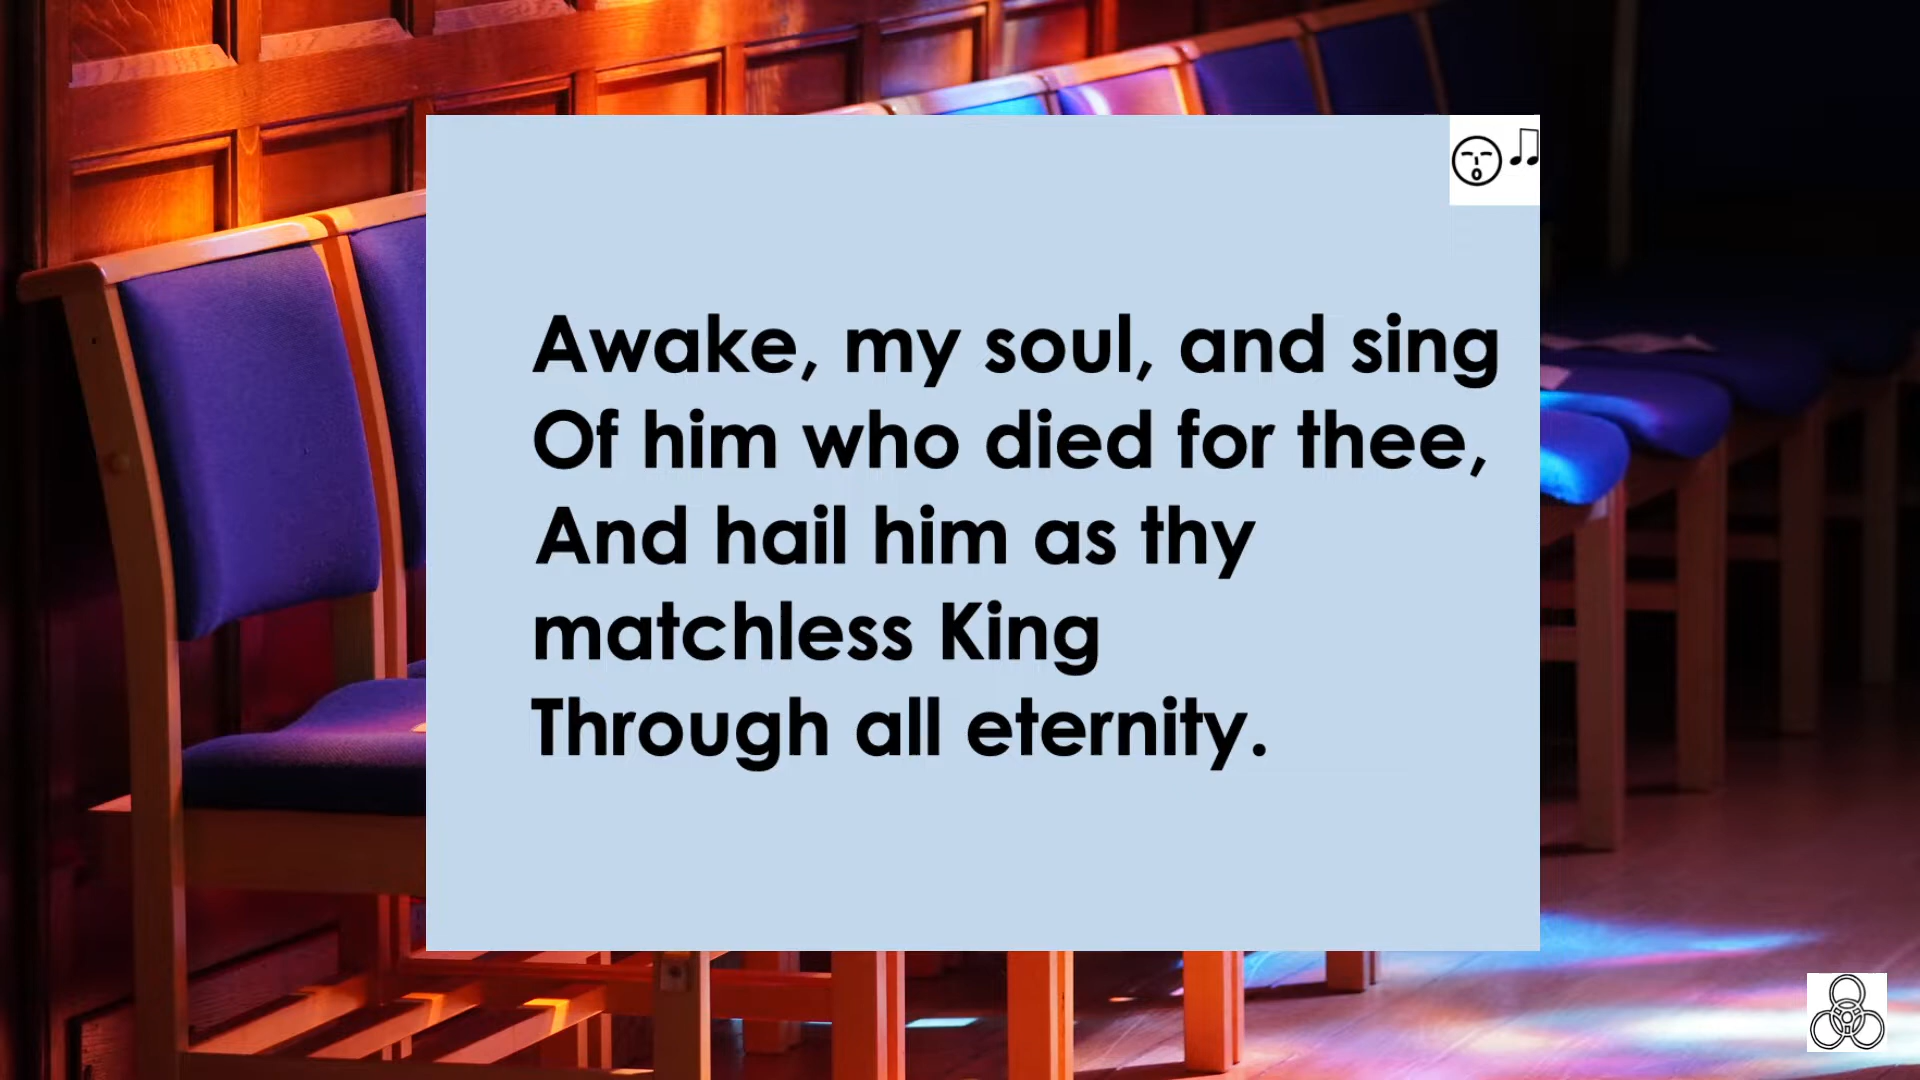 Awake, my soul, and sing
Of him who died for thee,
And hail him as thy
matchless King
Through all eternity.